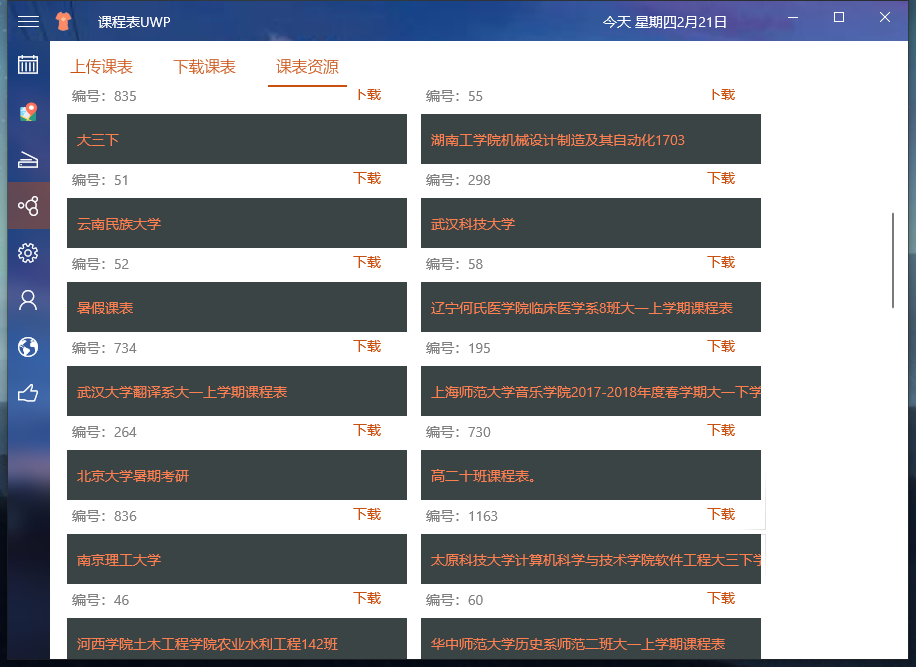 课程表UWP
今天 星期四2月21日
上传课表 下载课表 课表资源
编号：835 下载
编号：55 下载
大三下
湖南工学院机械设计制造及其自动化1703
编号：51 下载
编号：298 下载
云南民族大学
武汉科技大学
编号：52 下载
编号：58 下载
暑假课表
辽宁何氏医学院临床医学系8班大一上学期课程表
编号：734 下载
编号：195 下载
武汉大学翻译系大一上学期课程表
上海师范大学音乐学院2017-2018年度春学期大一下学
编号：264 下载
编号：730 下载
北京大学暑期考研
高二十班课程表。
编号：836 下载
编号：1163 下载
南京理工大学
太原科技大学计算机科学与技术学院软件工程大三下学
编号：46 下载
编号：60 下载
河西学院土木工程学院农业水利工程142班
华中师范大学历史系师范二班大一上学期课程表